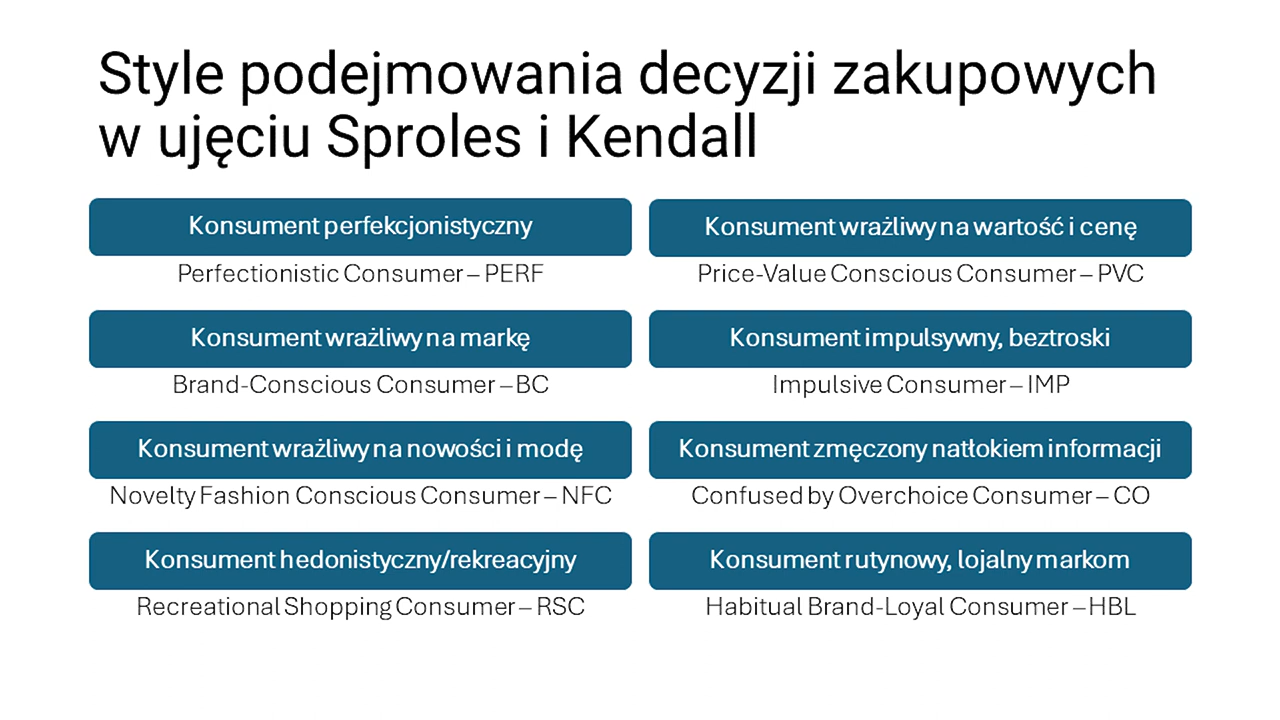 Style podejmowania decyzji zakupowych
w ujęciu Sproles i Kendall
Konsument perfekcjonistyczny
Perfectionistic Consumer – PERF
Konsument wrażliwy na markę
Brand-Conscious Consumer – BC
Konsument wrażliwy na nowości i modę
Novelty Fashion Conscious Consumer – NFC
Konsument hedonistyczny/rekreacyjny
Recreational Shopping Consumer – RSC
Konsument wrażliwy na wartość i cenę
Price-Value Conscious Consumer – PVC
Konsument impulsywny, beztroski
Impulsive Consumer – IMP
Konsument zmęczony natłokiem informacji
Confused by Overchoice Consumer – CO
Konsument rutynowy, lojalny markom
Habitual Brand-Loyal Consumer – HBL